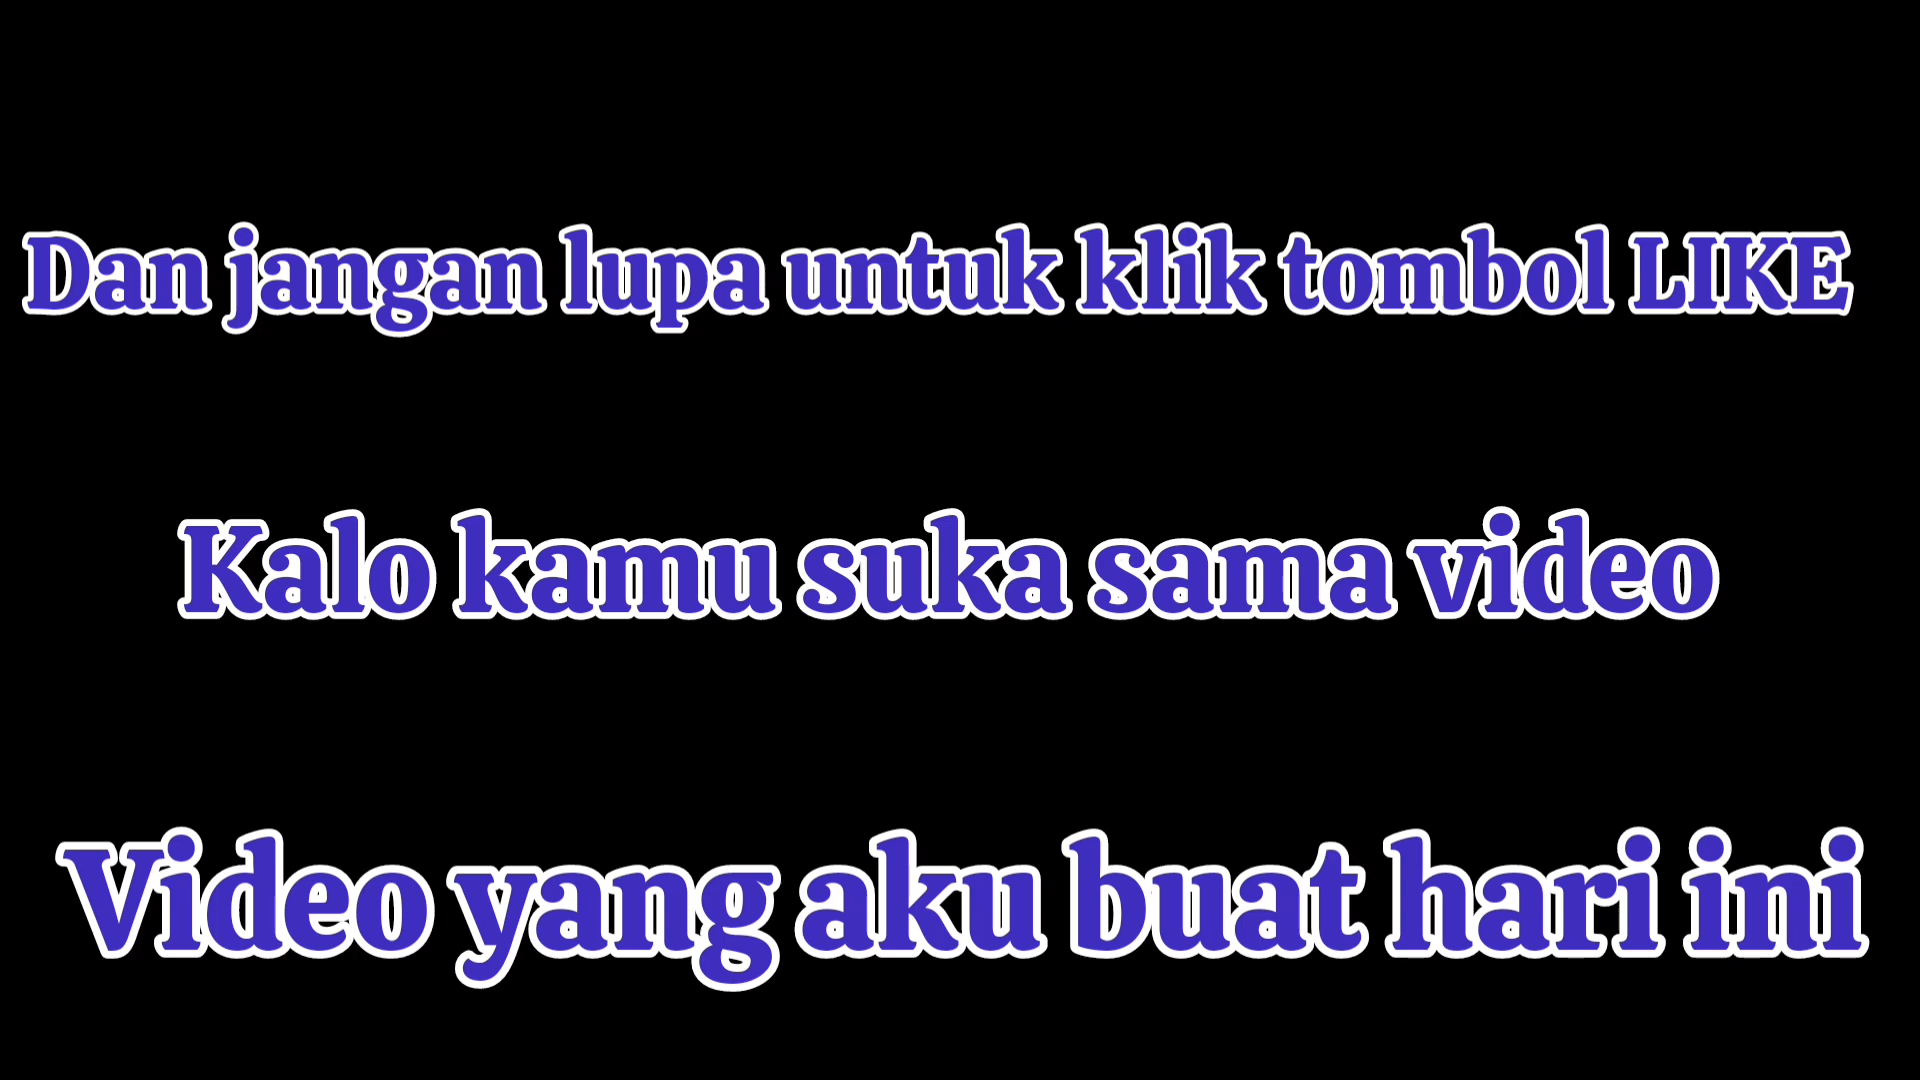 Dan jangan lupa untuk klik tombol LIKE
Kalo kamu suka sama video
Video yang aku buat hari ini